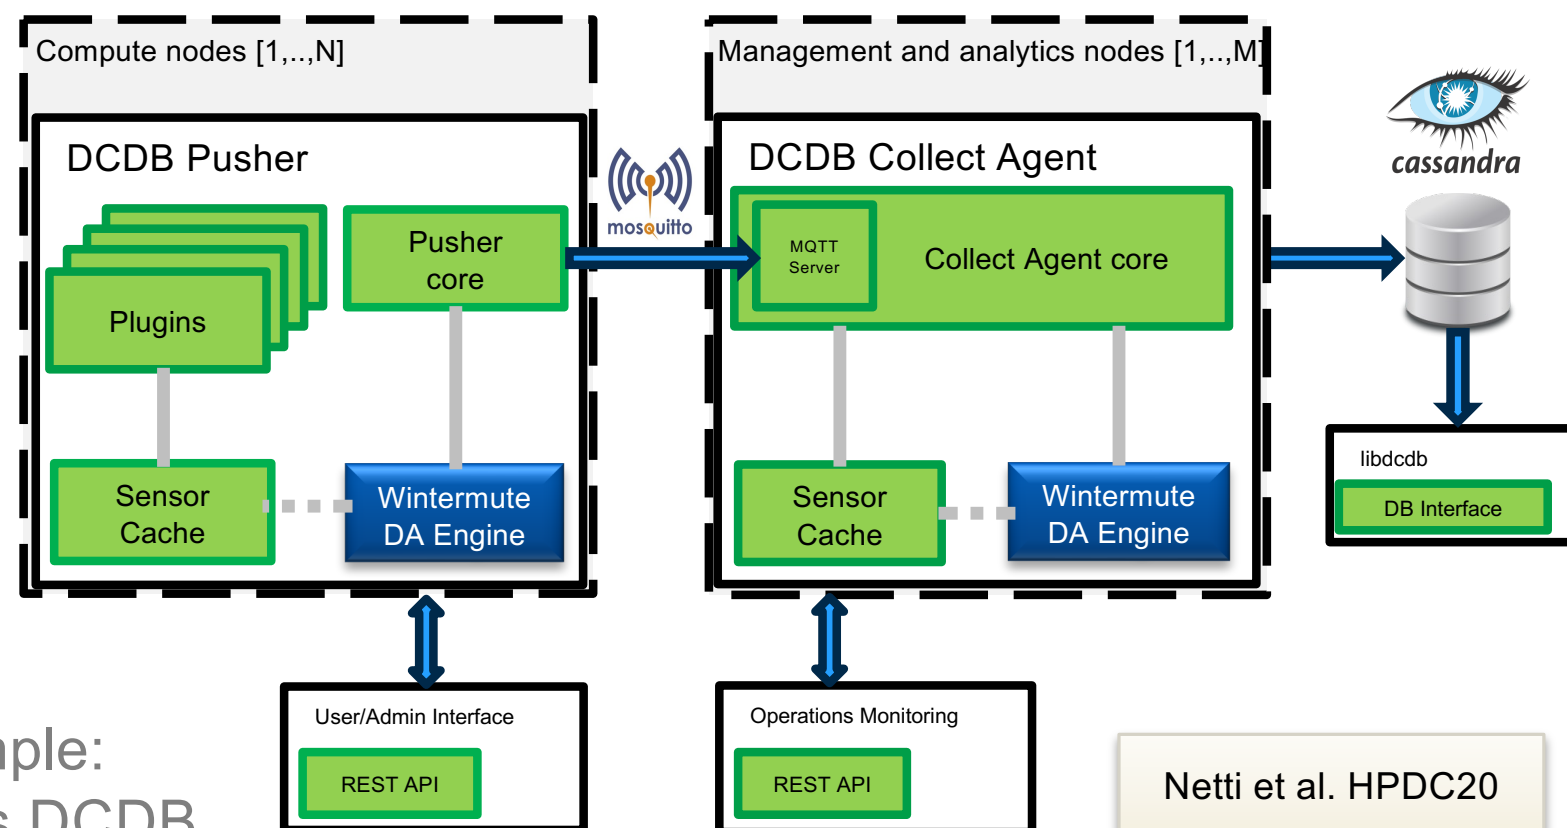 Compute nodes [1,..,N]
Management and analytics nodes [1,..,M]
cassandra
DCDB Pusher
DCDB Collect Agent
mosquitto
Plugins
Pusher
core
MQTT
Server
Collect Agent core
Sensor
Cache
Wintermute
DA Engine
Sensor
Cache
Wintermute
DA Engine
libdcdb
DB Interface
User/Admin Interface
REST API
Operations Monitoring
REST API
Netti et al. HPDC20
mple:
s DCDB